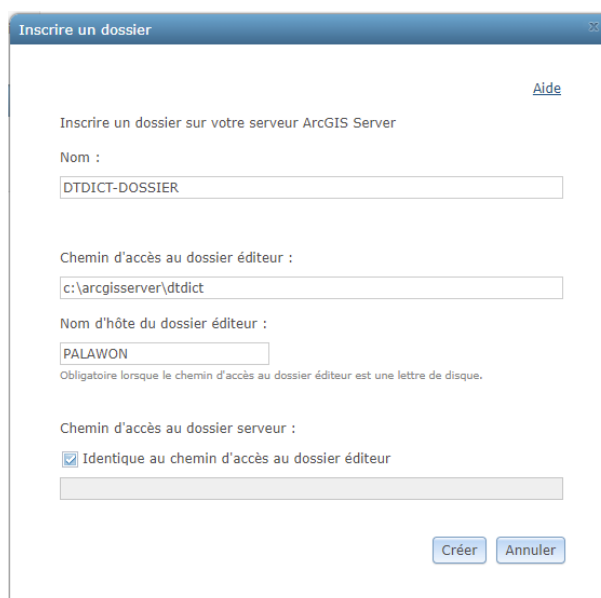 Inscrire un dossier
Aide
Inscrire un dossier sur votre serveur ArcGIS Server
Nom :
DTDICT-DOSSIER
Chemin d'accès au dossier éditeur :
c:\arcgisserver\dtdict
Nom d'hôte du dossier éditeur :
PALAWON
Obligatoire lorsque le chemin d'accès au dossier éditeur est une lettre de disque.
Chemin d'accès au dossier serveur :
Identique au chemin d'accès au dossier éditeur
Créer Annuler